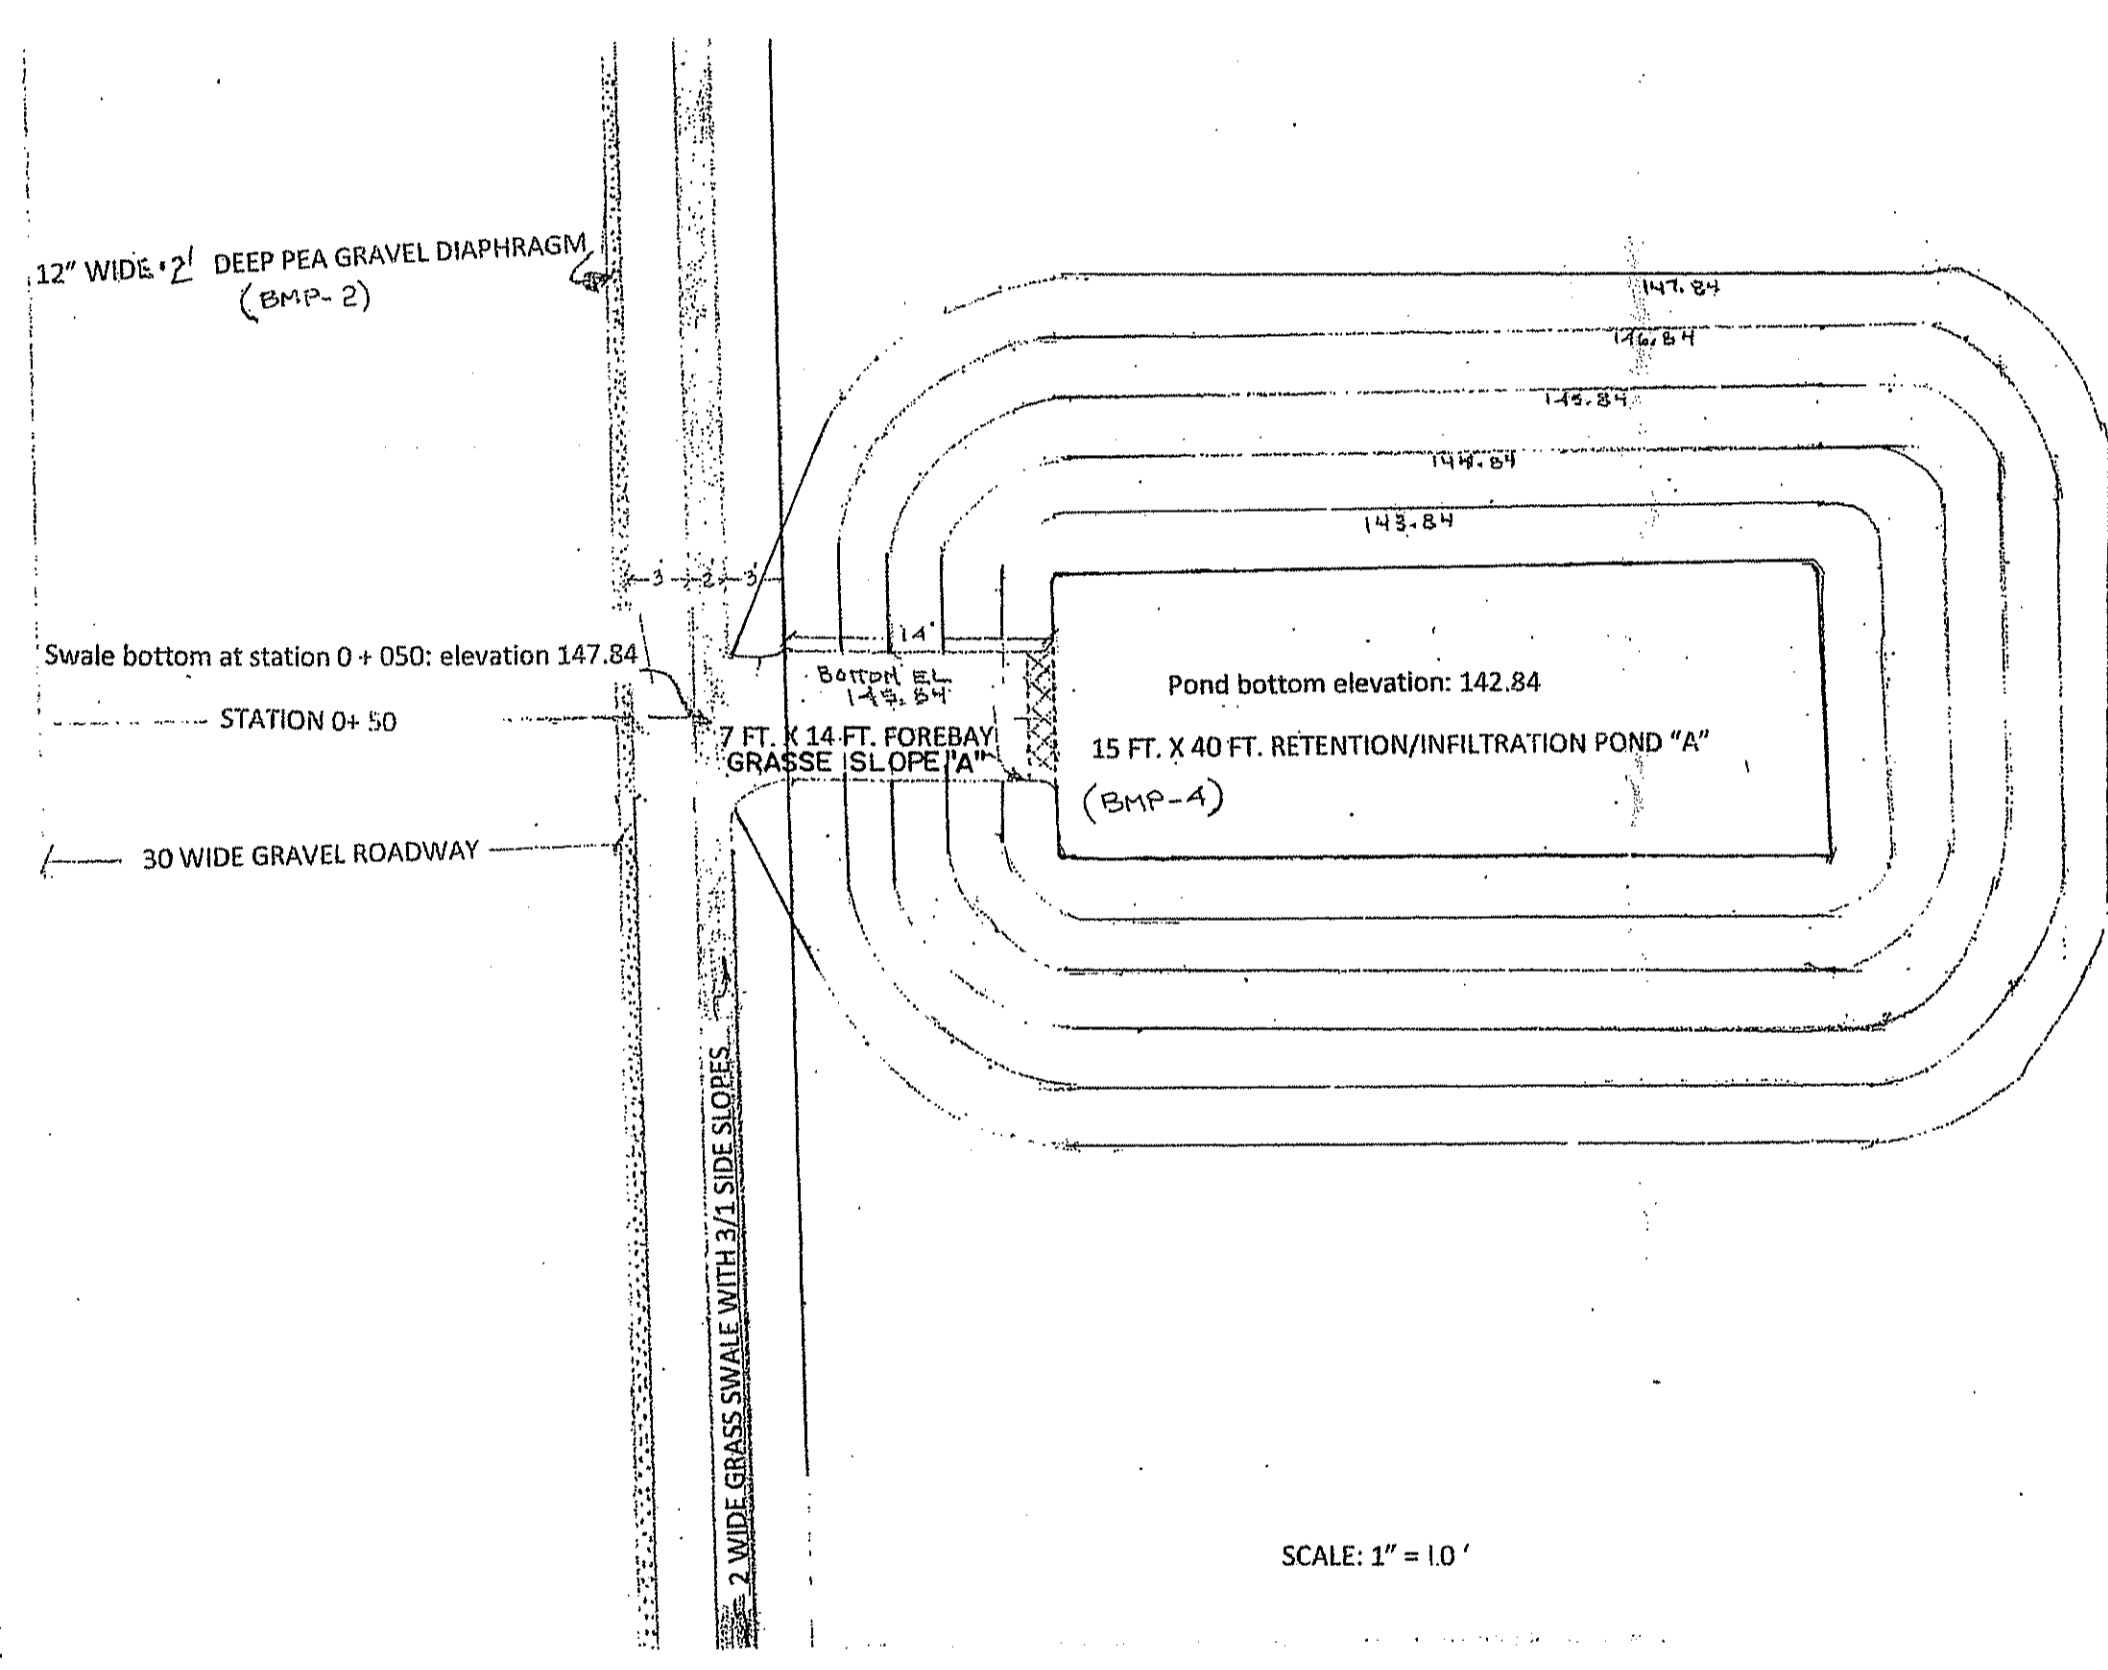 12" WIDE • 2' DEEP PEA GRAVEL DIAPHRAGM
(BMP-2)
147.84
146.84
145.84
144.84
143.84
3' 2 3'
14'
Swale bottom at station 0 + 050: elevation 147.84
BOTTOM EL
Pond bottom elevation: 142.84
STATION 0+ 50
7 FT. X 14 FT. FOREBAY
GRASSE SLOPE "A"
15 FT. X 40 FT. RETENTION/INFILTRATION POND "A"
(BMP-4)
30 WIDE GRAVEL ROADWAY
2 WIDE GRASS SWALE WITH 3/1 SIDE SLOPES
SCALE: 1" = 10 '